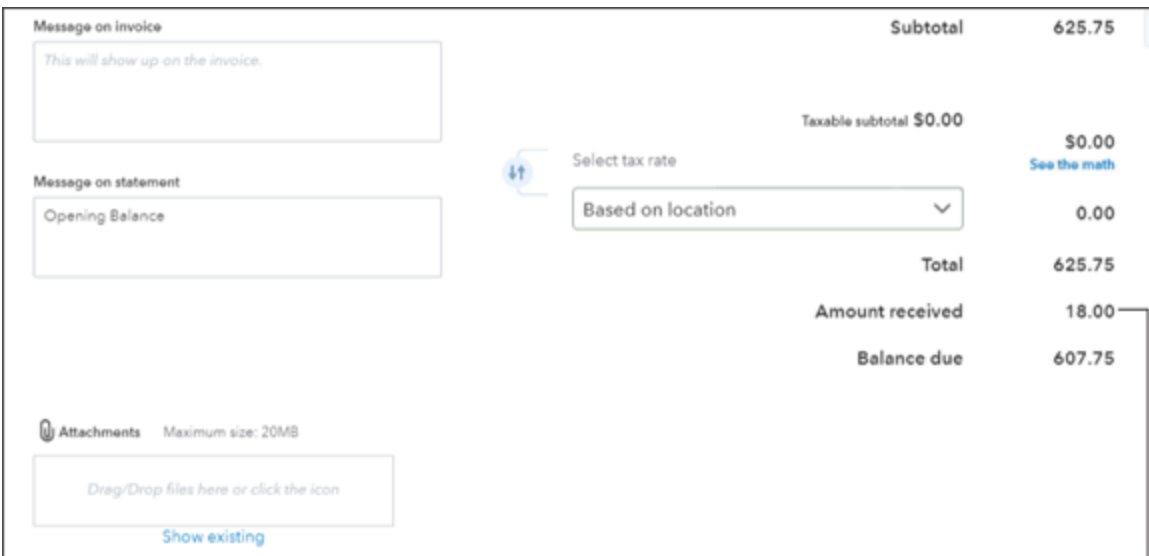 Message on invoice
This will show up on the invoice.
Message on statement
Opening Balance
Subtotal 625.75
Taxable subtotal $0.00
$0.00
See the math
Select tax rate
Based on location
0.00
Total 625.75
Amount received 18.00
Balance due 607.75
Attachments Maximum size: 20MB
Drag/Drop files here or click the icon
Show existing